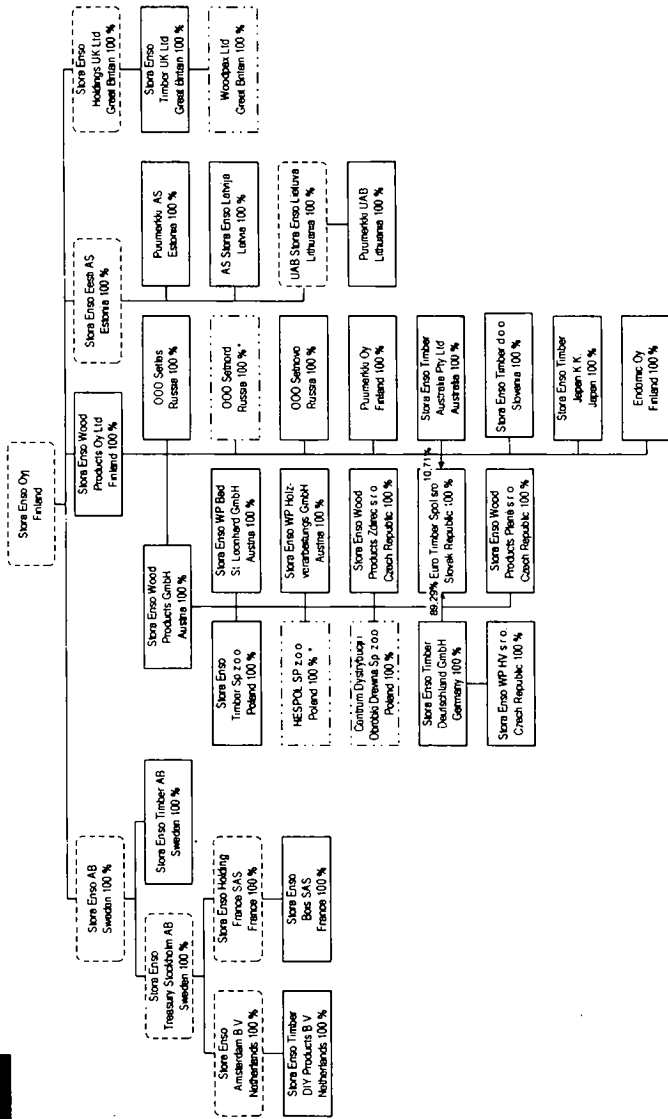 Stora Enso Oyj
Finland
Stora Enso AB
Sweden 100 %
Stora Enso Wood
Products Oy Ltd
Finland 100 %
Stora Enso Eesti AS
Estonia 100 %
Stora Enso
Holdings UK Ltd
Great Britain 100 %
Stora Enso
Treasury Stockholm AB
Sweden 100 %
Stora Enso Timber AB
Sweden 100 %
Stora Enso Wood
Products GmbH
Austria 100 %
OOO Setles
Russia 100 %
Puumerkki AS
Estonia 100 %
Stora Enso
Timber UK Ltd
Great Britain 100 %
Stora Enso
Amsterdam B V
Netherlands 100 %
Stora Enso Holding
France SAS
France 100 %
Stora Enso
Timber Sp z o o
Poland 100 %
Stora Enso WP Bad
St. Leonhard GmbH
Austria 100 %
OOO Setnord
Russia 100 % *
AS Stora Enso Latvija
Latvia 100 %
Woodpax Ltd
Great Britain 100 %
Stora Enso Timber
DIY Products B V
Netherlands 100 %
Stora Enso
Bois SAS
France 100 %
HESPOL SP z o o
Poland 100 % *
Stora Enso WP Holz-
verarbeitungs GmbH
Austria 100 %
OOO Setnovo
Russia 100 %
UAB Stora Enso Lietuva
Lithuania 100 %
Centrum Dystrybucji i
Obróbki Drewna Sp z.o.o
Poland 100 %
Stora Enso Wood
Products Zdirec s r o
Czech Republic 100 %
Puumerkki Oy
Finland 100 %
Puumerkki UAB
Lithuania 100 %
Stora Enso Timber
Deutschland GmbH
Germany 100 %
89,29%
Euro Timber Spol sro
Slovak Republic 100 %
10,71%
Stora Enso Timber
Australia Pty Ltd
Australia 100 %
Stora Enso WP HV s r o.
Czech Republic 100 %
Stora Enso Wood
Products Planá s r o
Czech Republic 100 %
Stora Enso Timber d o o
Slovenia 100 %
Stora Enso Timber
Japan K K.
Japan 100 %
Endomic Oy
Finland 100 %